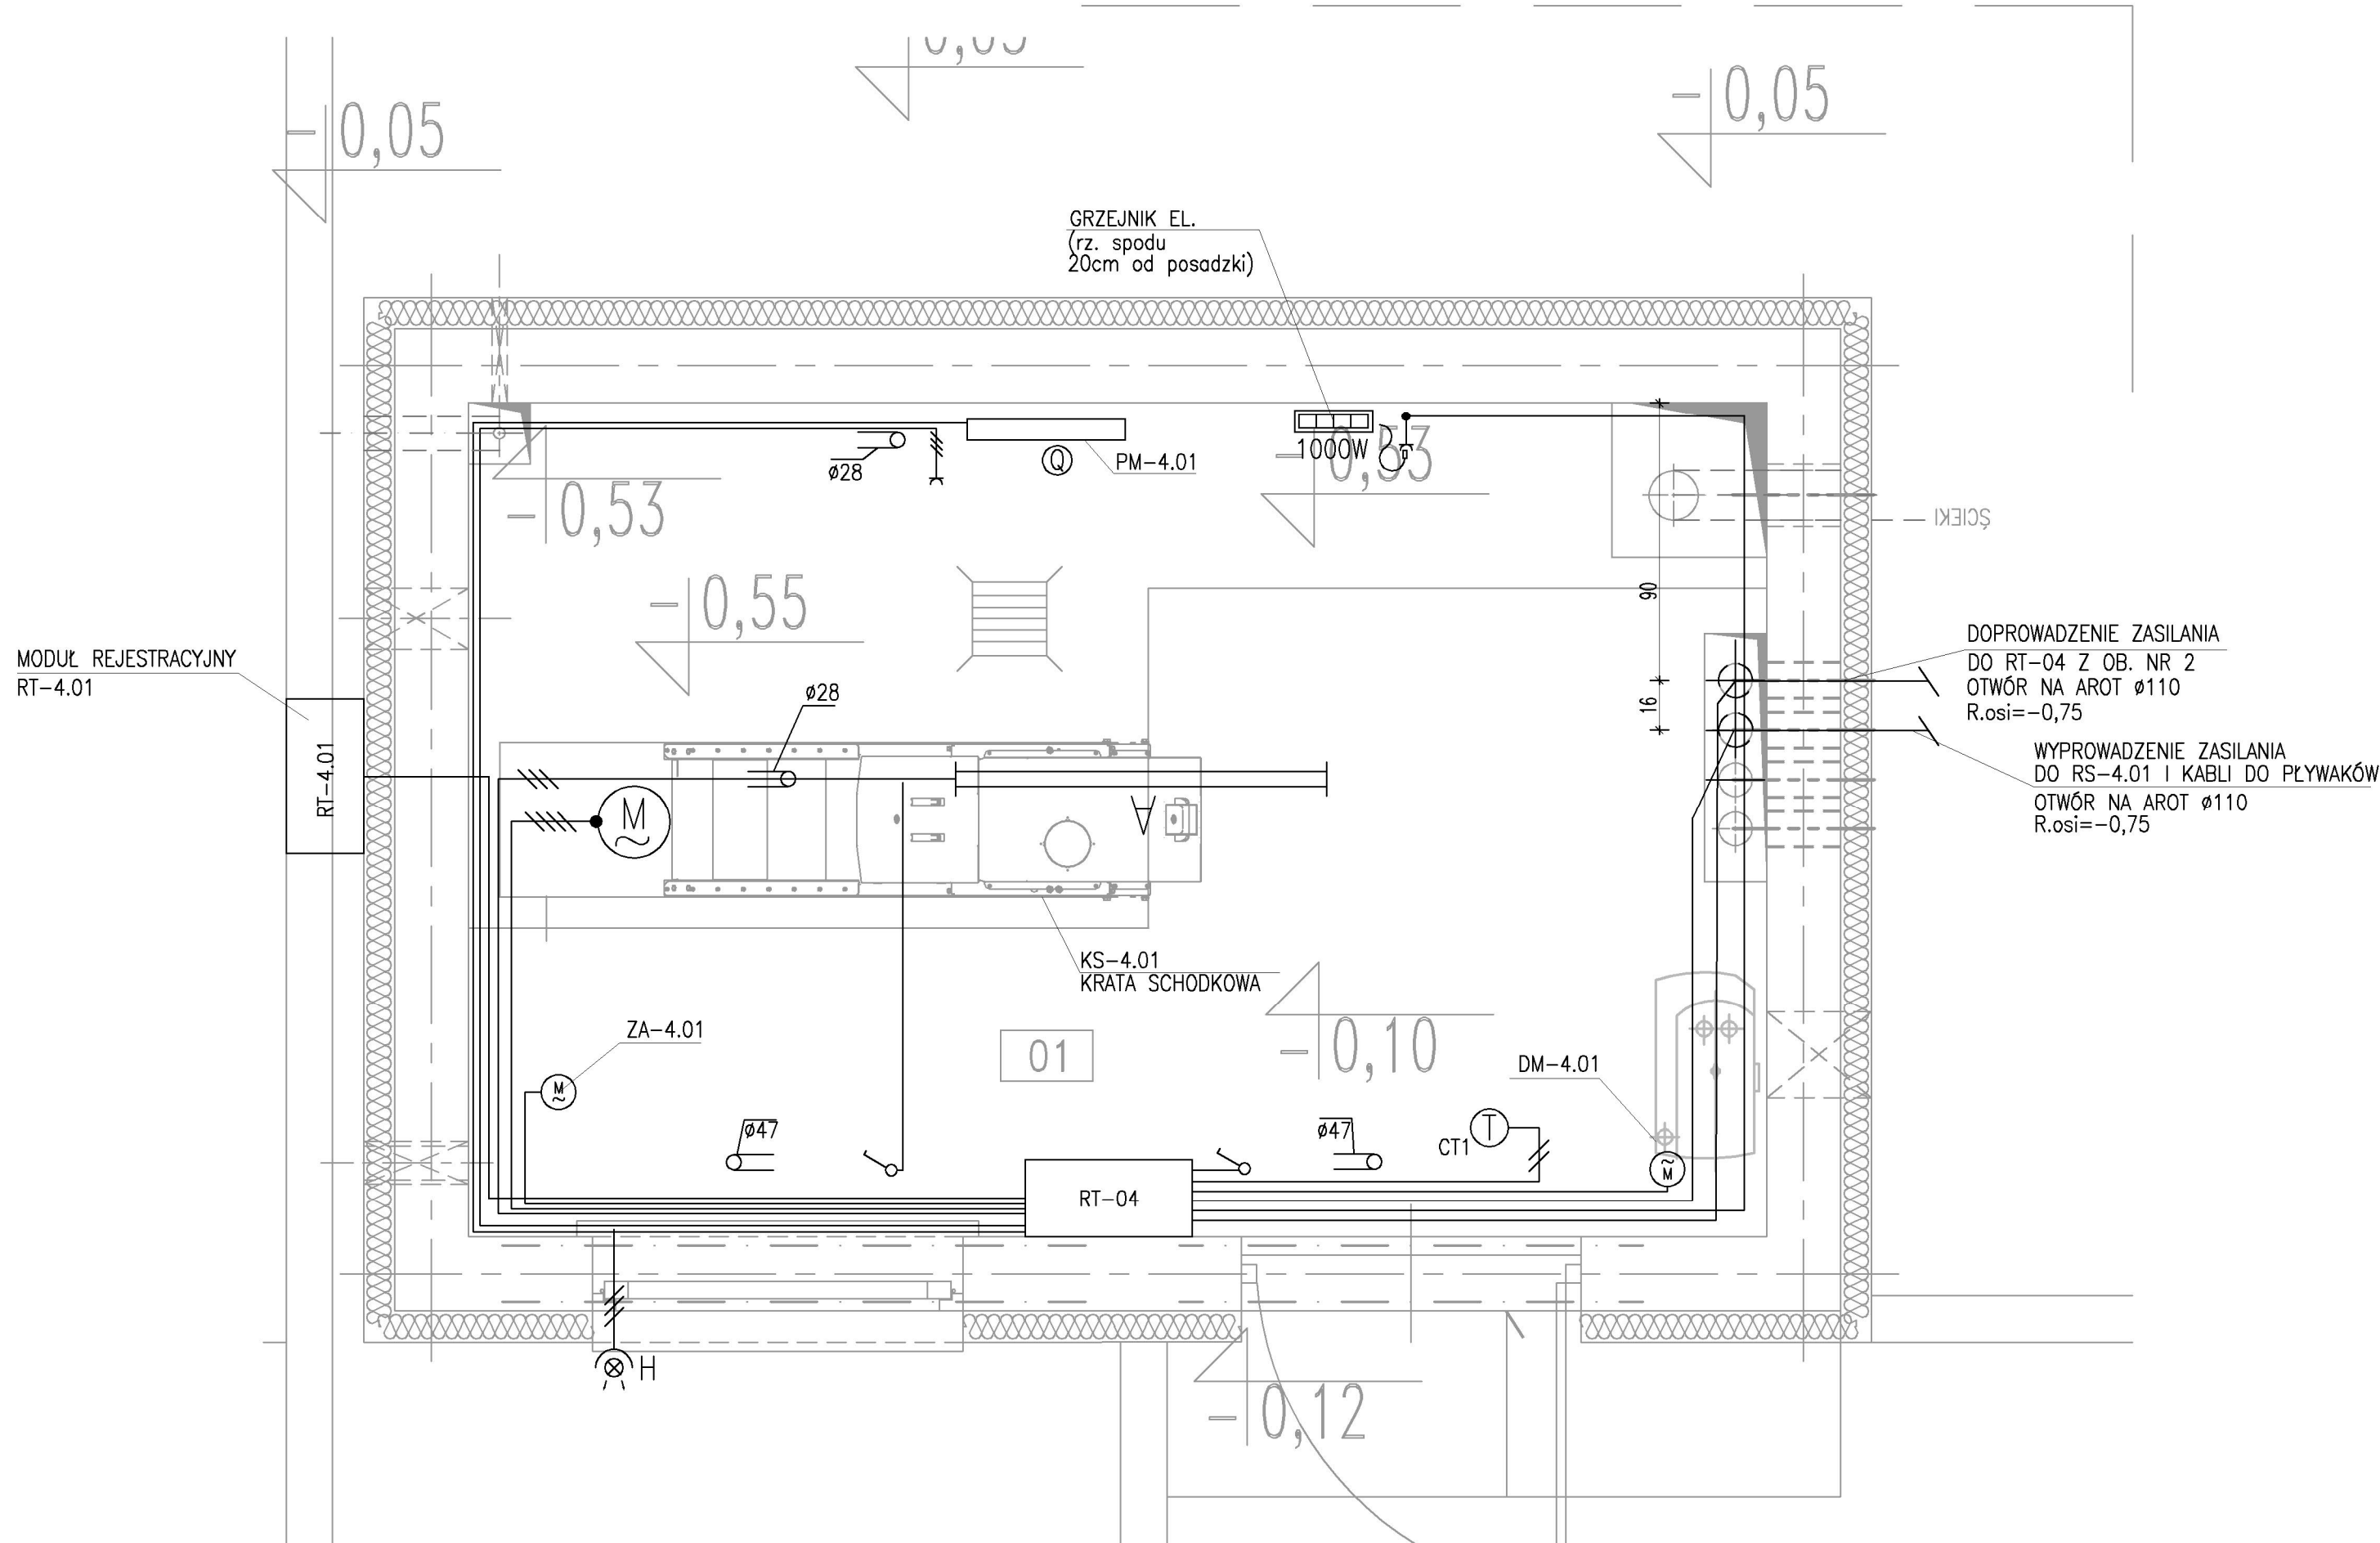 -0,05
-0,05
GRZEJNIK EL.
(rz. spodu
20cm od posadzki)
1000W
ø28
Q
PM-4.01
-0,53
-0,53
ŚCIEKI
-0,55
90
16
ø28
MODUŁ REJESTRACYJNY
RT-4.01
RT-4.01
DOPROWADZENIE ZASILANIA
DO RT-04 Z OB. NR 2
OTWÓR NA AROT ø110
R.osi=-0,75
WYPROWADZENIE ZASILANIA
DO RS-4.01 I KABLI DO PŁYWAKÓW
OTWÓR NA AROT ø110
R.osi=-0,75
M
~
A
KS-4.01
KRATA SCHODKOWA
ZA-4.01
M
~
01
-0,10
DM-4.01
ø47
ø47
CT1
T
~
M
RT-04
H
-0,12